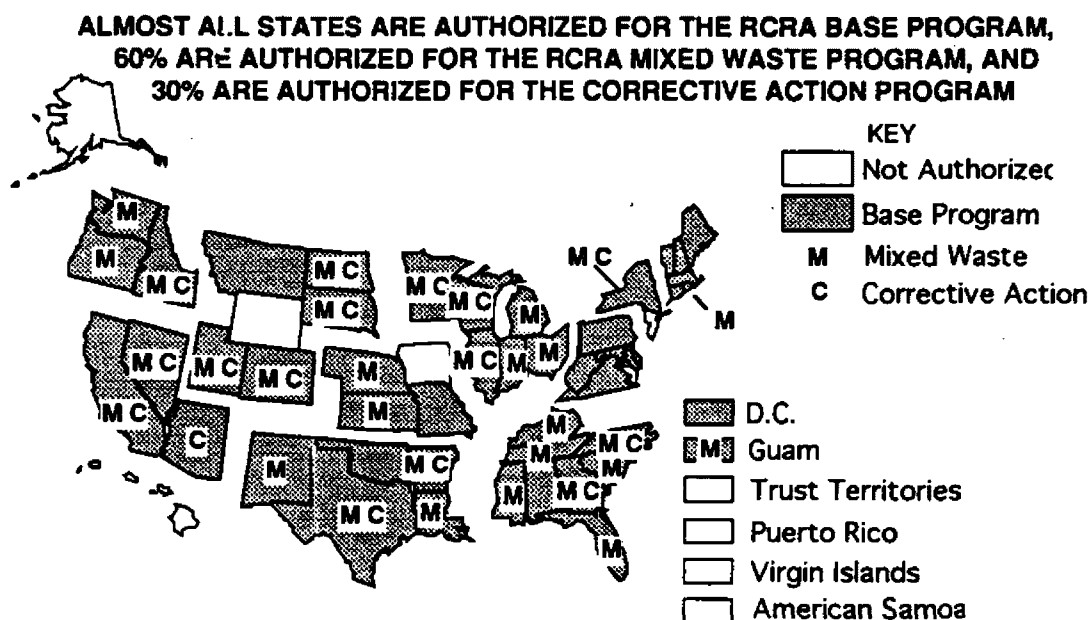 ALMOST ALL STATES ARE AUTHORIZED FOR THE RCRA BASE PROGRAM,
60% ARE AUTHORIZED FOR THE RCRA MIXED WASTE PROGRAM, AND
30% ARE AUTHORIZED FOR THE CORRECTIVE ACTION PROGRAM
KEY
Not Authorized
Base Program
M Mixed Waste
C Corrective Action
M
M
M C
M C
M C
M C
M C
M
M C
M
M C
M C
M C
M C
M C
C
M
M
M C
M
M
M
M C
M C
M
M
M
M
M C
M
M C
M
D.C.
M Guam
Trust Territories
Puerto Rico
Virgin Islands
American Samoa